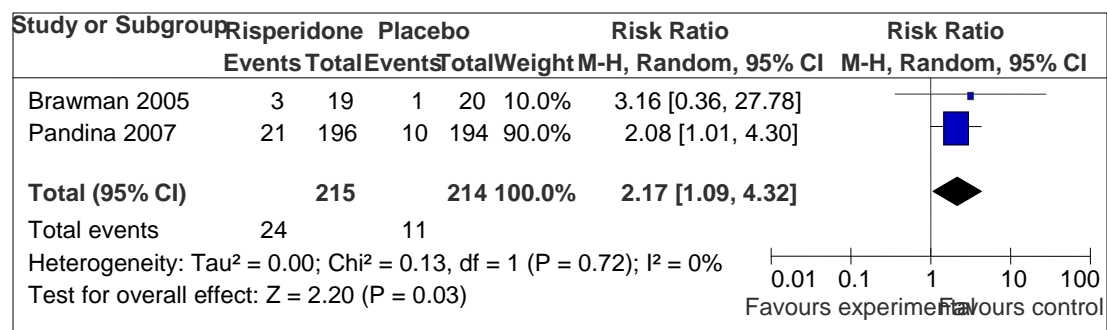 Study or Subgroup Risperidone Placebo Risk Ratio Risk Ratio
Events Total Events Total Weight M-H, Random, 95% CI M-H, Random, 95% CI
Brawman 2005 3 19 1 20 10.0% 3.16 [0.36, 27.78]
Pandina 2007 21 196 10 194 90.0% 2.08 [1.01, 4.30]
Total (95% CI) 215 214 100.0% 2.17 [1.09, 4.32]
Total events 24 11
Heterogeneity: Tau² = 0.00; Chi² = 0.13, df = 1 (P = 0.72); I² = 0%
Test for overall effect: Z = 2.20 (P = 0.03)
0.01 0.1 1 10 100
Favours experimental Favours control